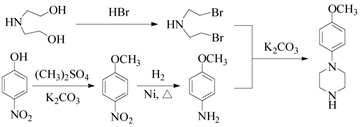 OH
HN
OH
HBr
Br
HN
Br
OCH₃
N
N
H
K₂CO₃
OH
NO₂
(CH₃)₂SO₄
K₂CO₃
OCH₃
NO₂
H₂
Ni, △
OCH₃
NH₂